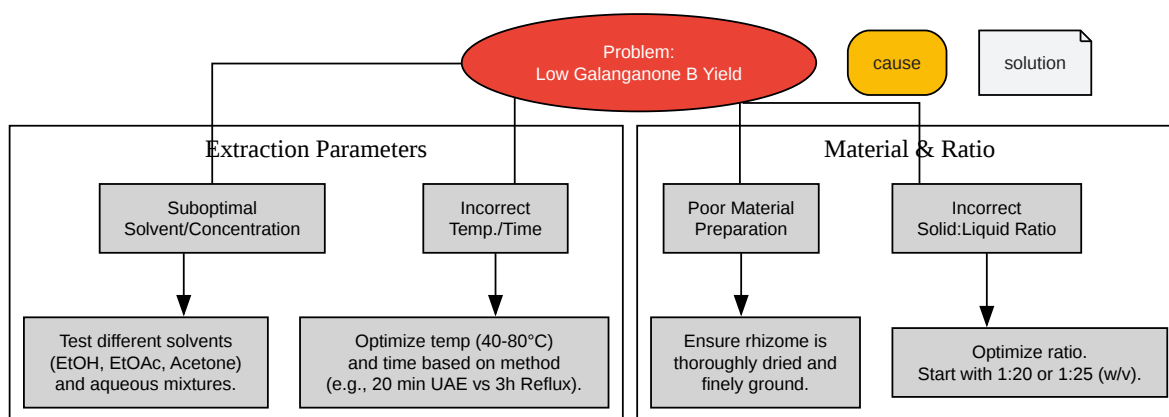 Problem:
Low Galanganone B Yield
cause
solution
Extraction Parameters
Material & Ratio
Suboptimal
Solvent/Concentration
Incorrect
Temp./Time
Poor Material
Preparation
Incorrect
Solid:Liquid Ratio
Test different solvents
(EtOH, EtOAc, Acetone)
and aqueous mixtures.
Optimize temp (40-80°C)
and time based on method
(e.g., 20 min UAE vs 3h Reflux).
Ensure rhizome is
thoroughly dried and
finely ground.
Optimize ratio.
Start with 1:20 or 1:25 (w/v).